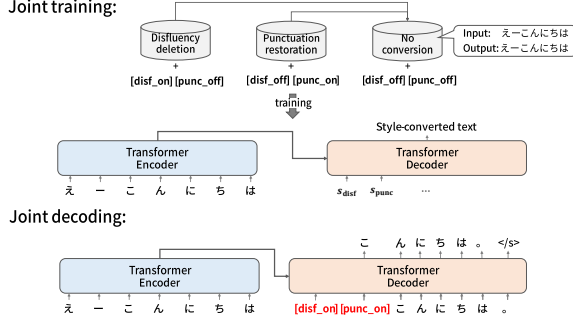 Joint training:
Disfluency deletion
Punctuation restoration
No conversion
Input: えーこんにちは
Output: えーこんにちは
+ + +
[disf_on] [punc_off] [disf_off] [punc_on] [disf_off] [punc_off]
training
Style-converted text
Transformer Encoder
Transformer Decoder
え ー こ ん に ち は
s_disf s_punc ...
Joint decoding:
こ ん に ち は 。 </s>
Transformer Encoder
Transformer Decoder
え ー こ ん に ち は
[disf_on] [punc_on] こ ん に ち は 。